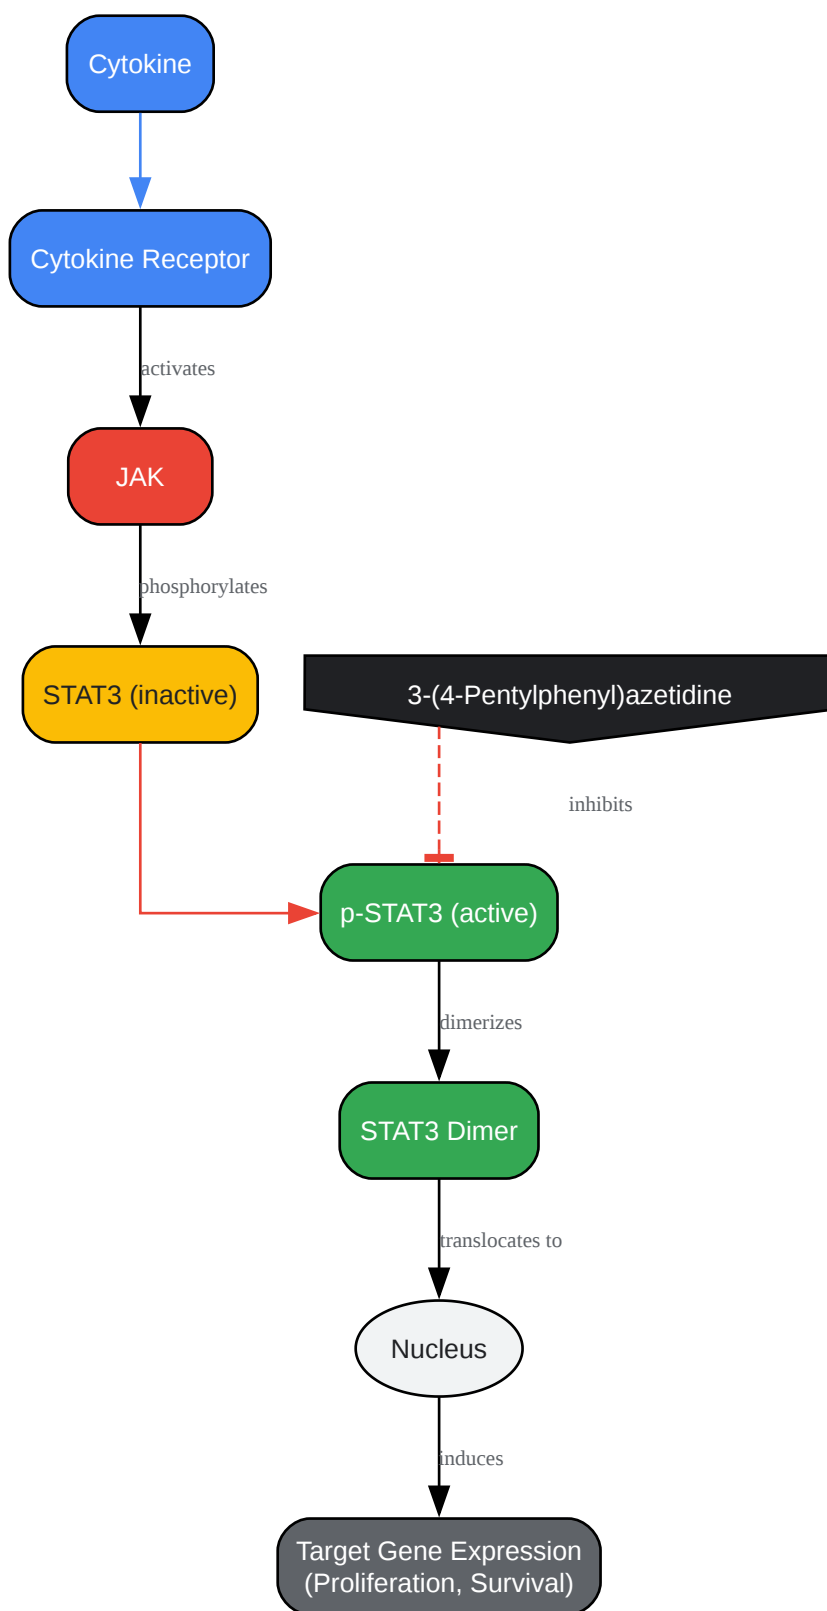 Cytokine
Cytokine Receptor
activates
JAK
phosphorylates
STAT3 (inactive)
3-(4-Pentylphenyl)azetidine
inhibits
p-STAT3 (active)
dimerizes
STAT3 Dimer
translocates to
Nucleus
induces
Target Gene Expression
(Proliferation, Survival)